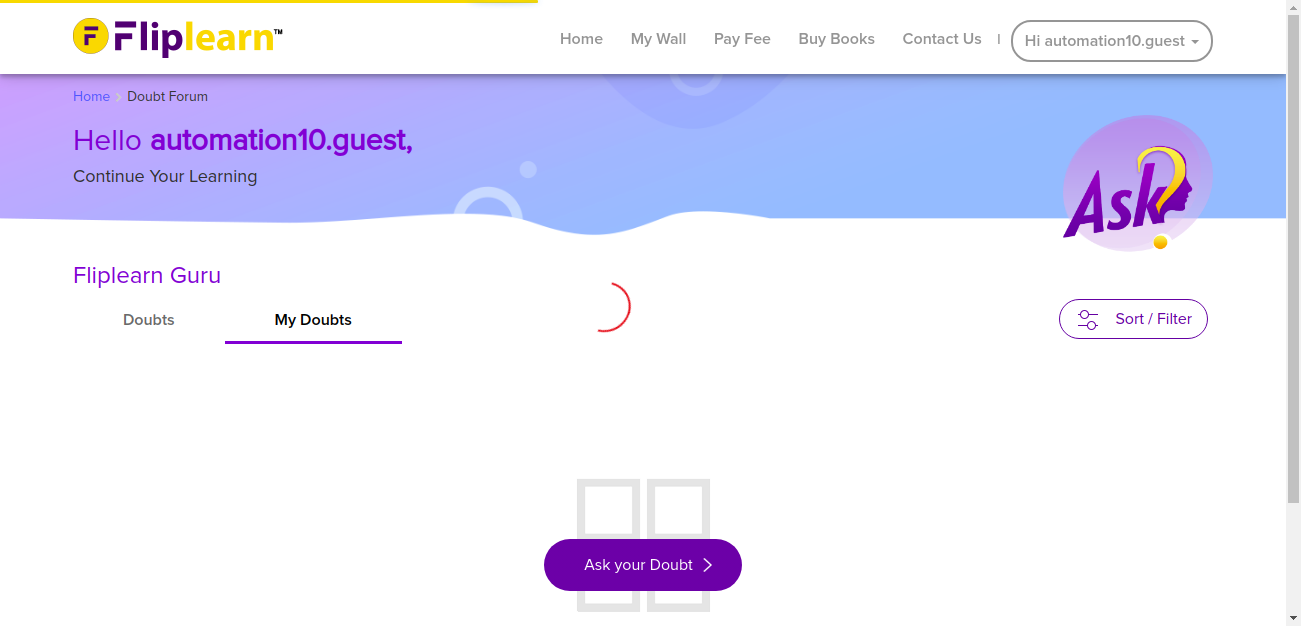 Fliplearn™
Home My Wall Pay Fee Buy Books Contact Us | Hi automation10.guest
Home > Doubt Forum
Hello automation10.guest,
Continue Your Learning
Ask?
Fliplearn Guru
Doubts My Doubts Sort / Filter
Ask your Doubt >